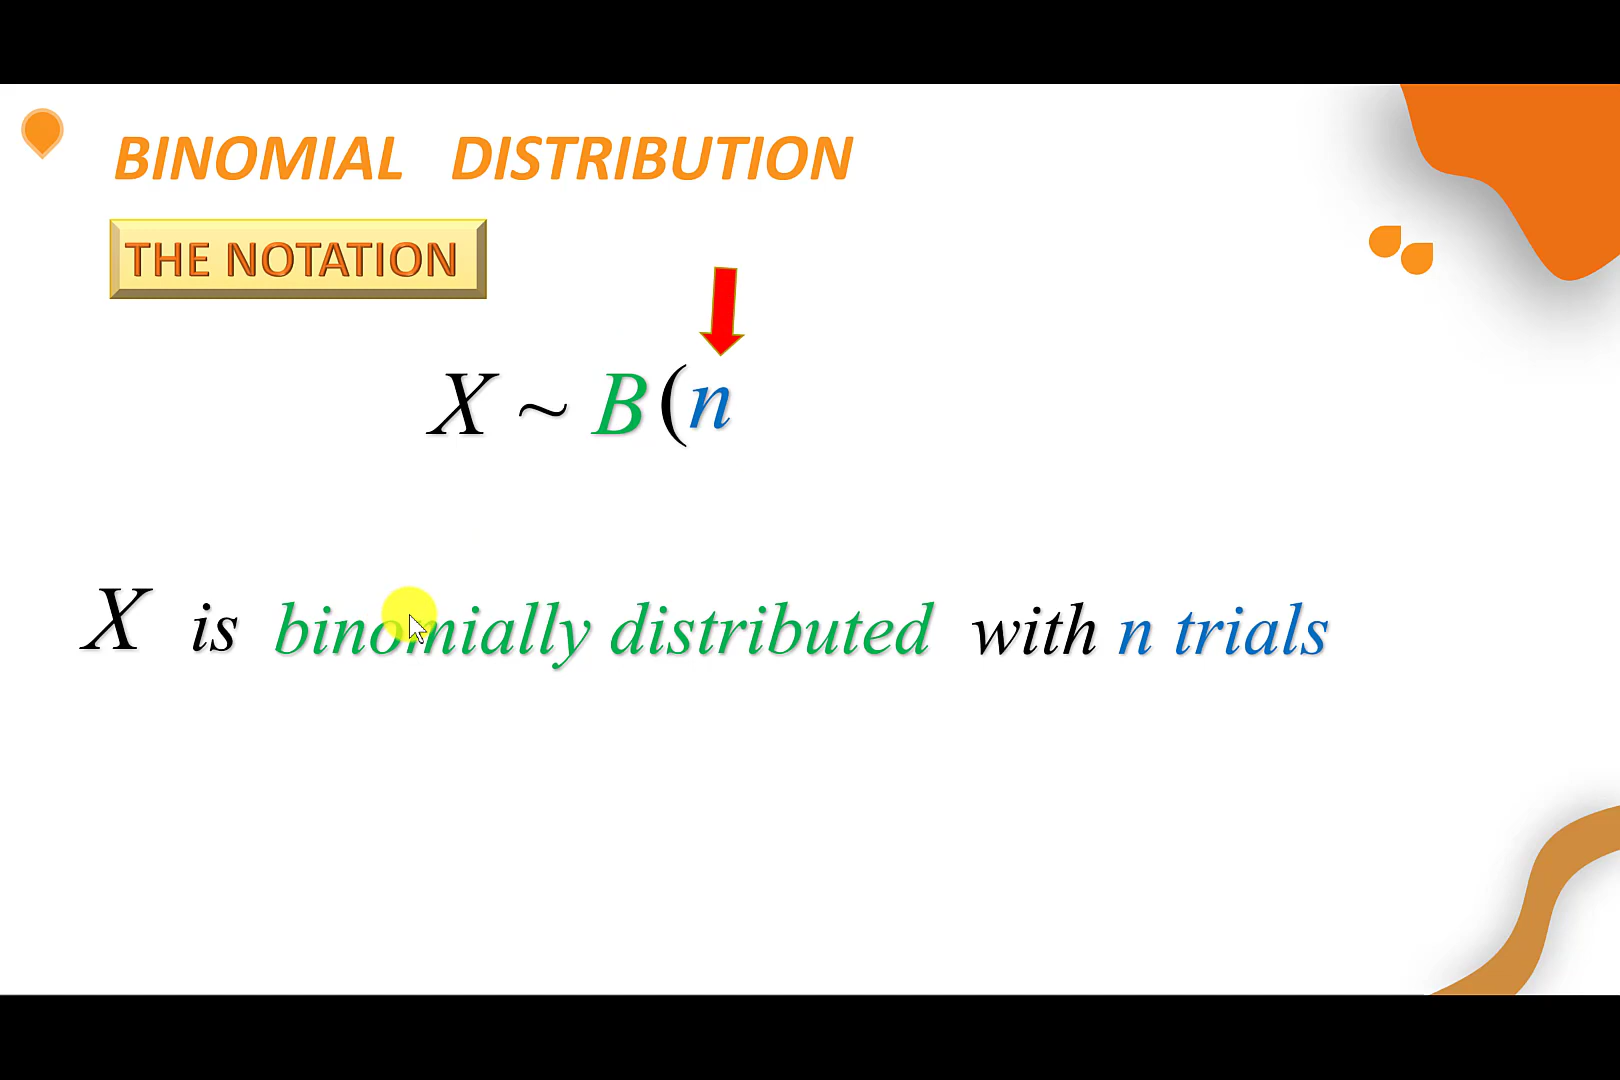 BINOMIAL DISTRIBUTION
THE NOTATION
X ~ B (n
X is binomially distributed with n trials